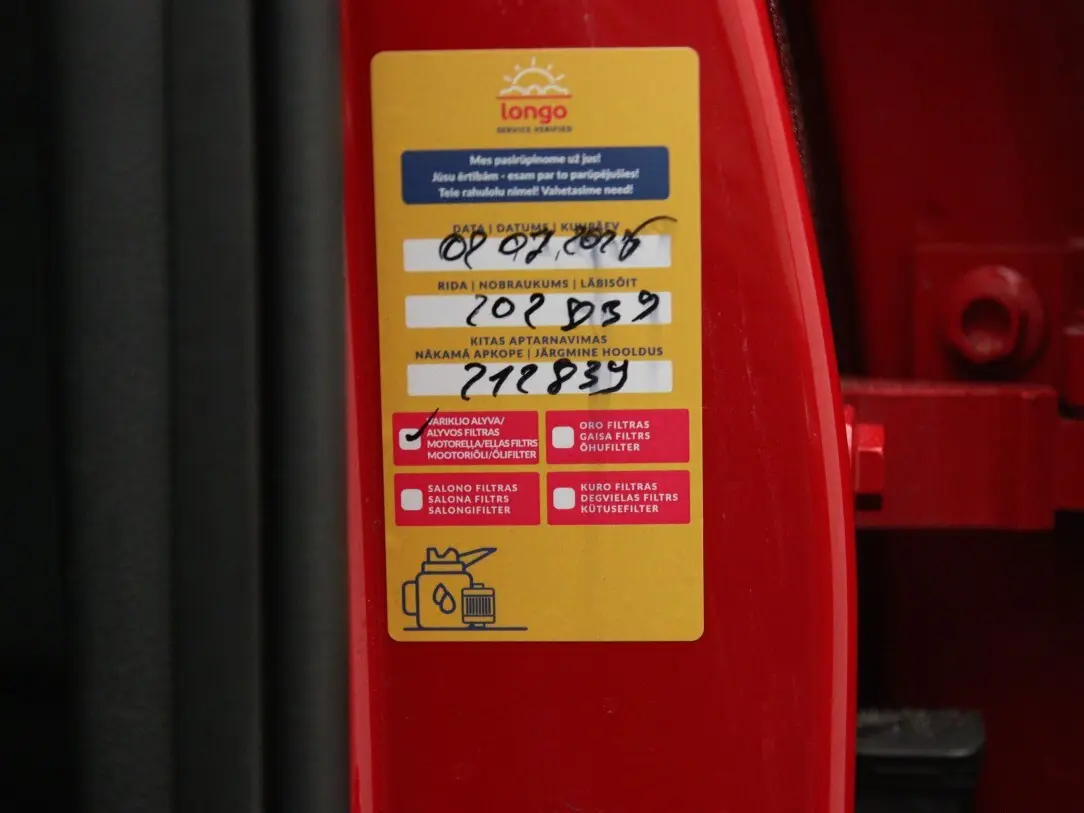 longo
SERVICE VERIFIED
Mes pasirūpinome už jus!
Jūsu ērtībām - esam par to parūpējušies!
Teie rahulolu nimel! Vahetasime need!
DATA | DATUMS | KUUPÄEV
RIDA | NOBRAUKUMS | LÄBISÕIT
202839
KITAS APTARNAVIMAS
NĀKAMĀ APKOPE | JÄRGMINE HOOLDUS
212839
VARIKLIO ALYVA/
ALYVOS FILTRAS
MOTOREĻĻA/EĻĻAS FILTRS
MOOTORIÕLI/ÕLIFILTER
ORO FILTRAS
GAISA FILTRS
ÕHUFILTER
SALONO FILTRAS
SALONA FILTRS
SALONGIFILTER
KURO FILTRAS
DEGVIELAS FILTRS
KÜTUSEFILTER